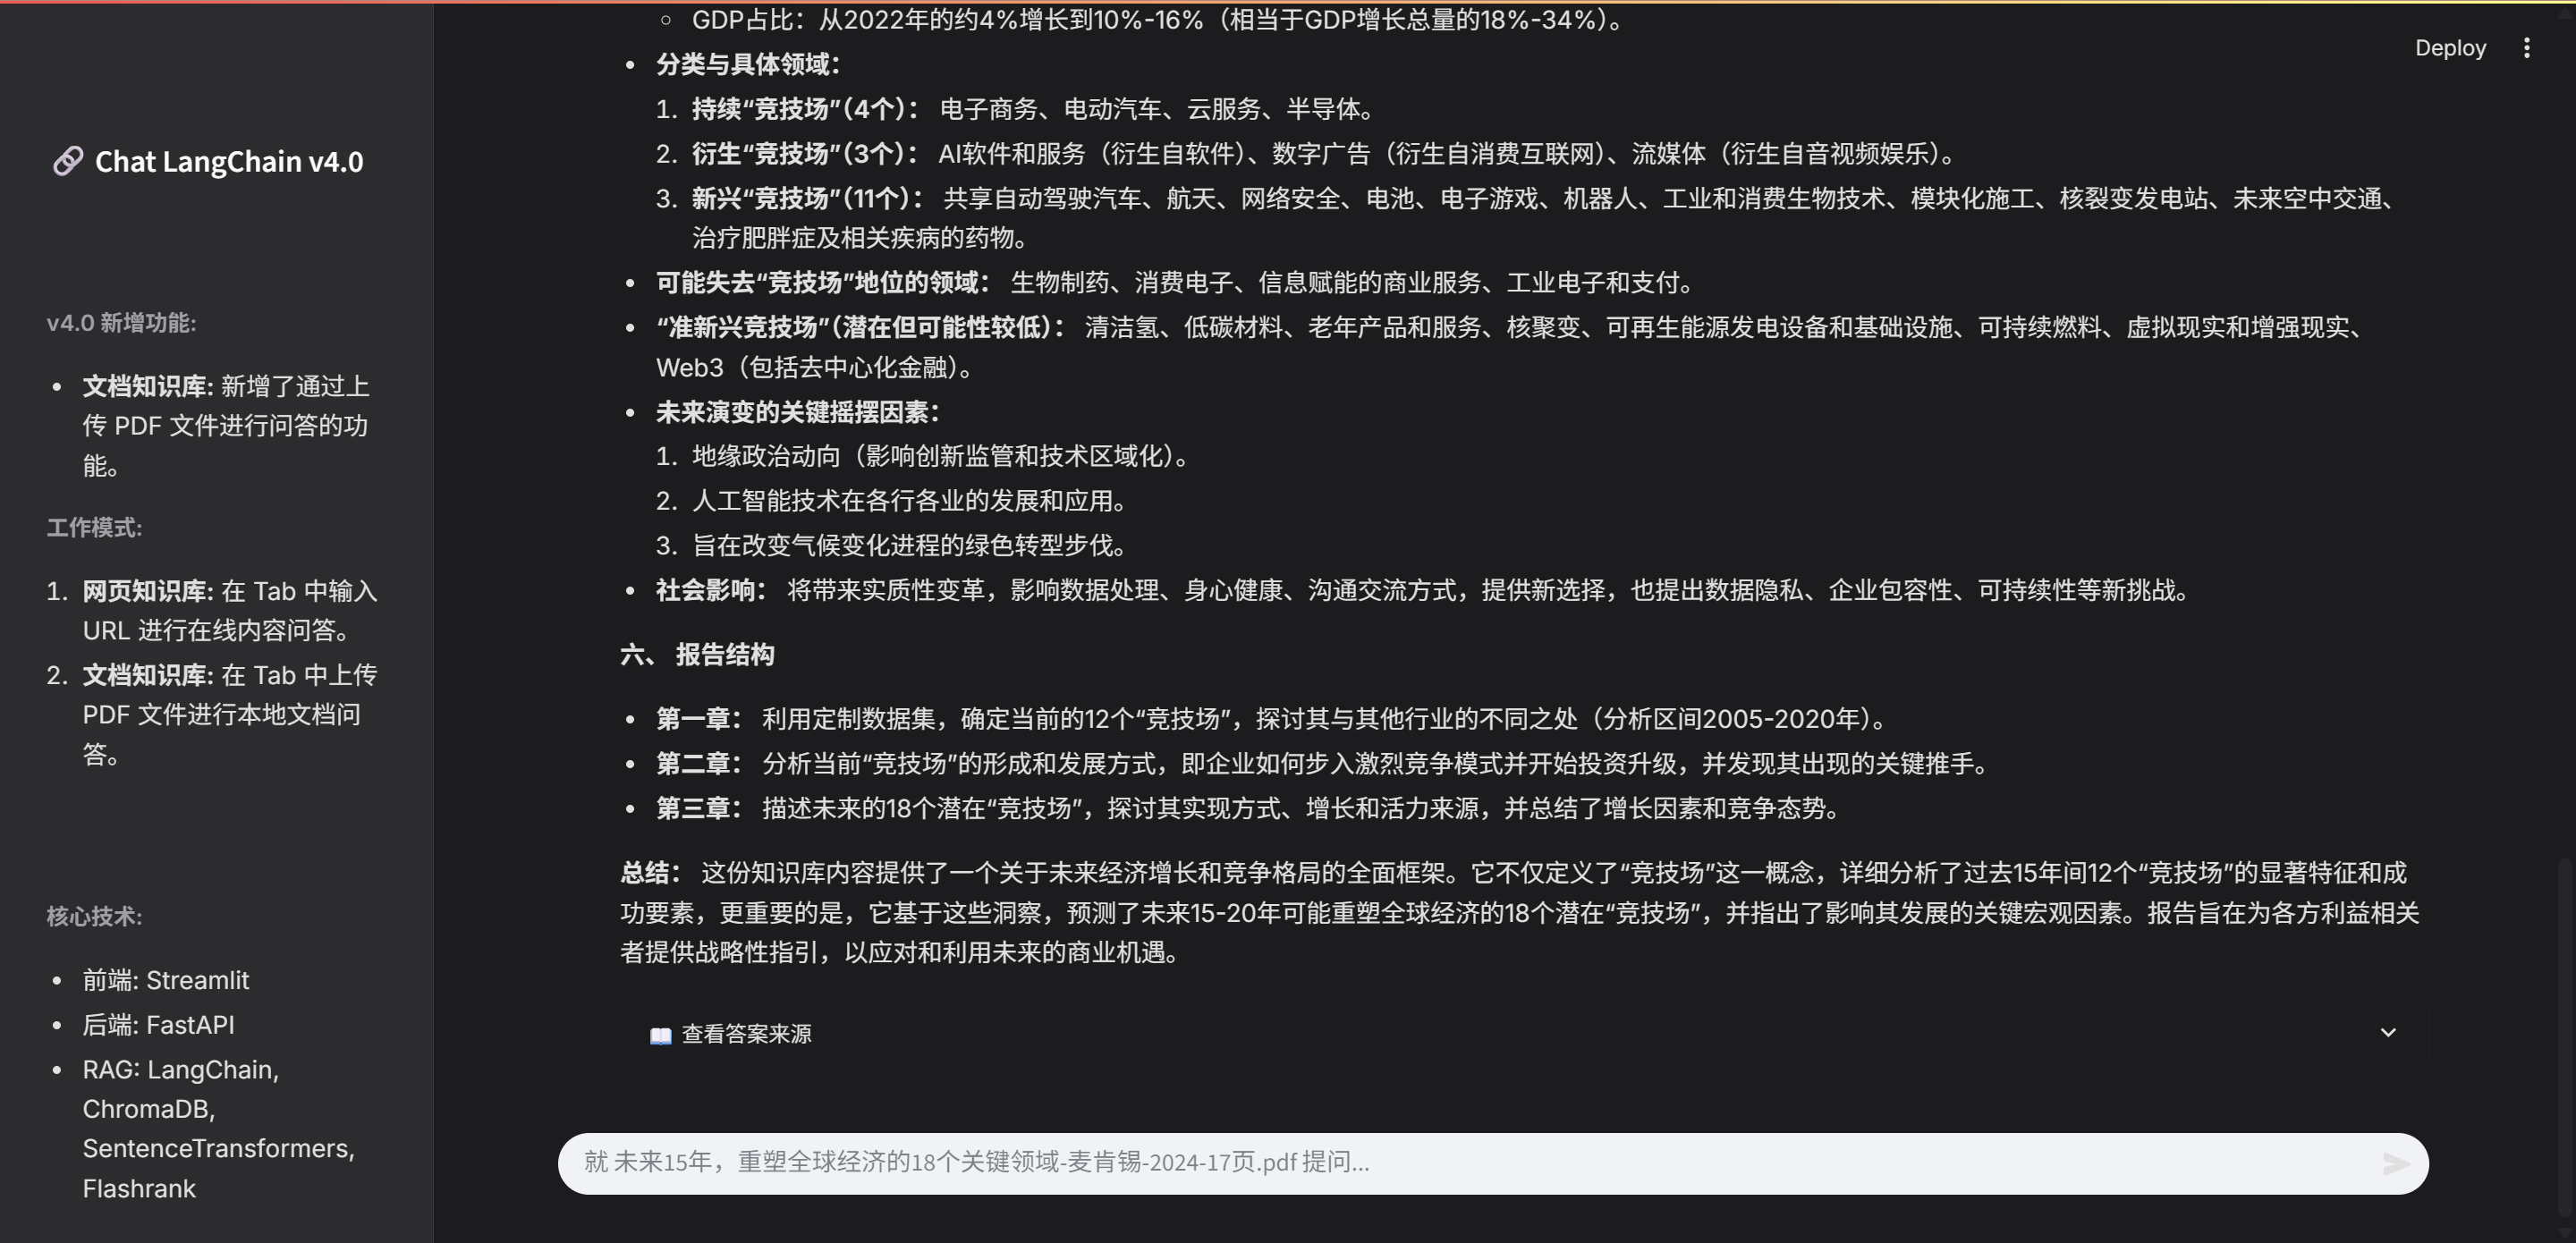 Chat LangChain v4.0
v4.0 新增功能:
• 文档知识库: 新增了通过上
传 PDF 文件进行问答的功
能。
工作模式:
1. 网页知识库: 在 Tab 中输入
URL 进行在线内容问答。
2. 文档知识库: 在 Tab 中上传
PDF 文件进行本地文档问
答。
核心技术:
• 前端: Streamlit
• 后端: FastAPI
• RAG: LangChain,
ChromaDB,
SentenceTransformers,
Flashrank
Deploy
○ GDP占比：从2022年的约4%增长到10%-16%（相当于GDP增长总量的18%-34%）。
• 分类与具体领域：
1. 持续“竞技场”（4个）： 电子商务、电动汽车、云服务、半导体。
2. 衍生“竞技场”（3个）： AI软件和服务（衍生自软件）、数字广告（衍生自消费互联网）、流媒体（衍生自音视频娱乐）。
3. 新兴“竞技场”（11个）： 共享自动驾驶汽车、航天、网络安全、电池、电子游戏、机器人、工业和消费生物技术、模块化施工、核裂变发电站、未来空中交通、
治疗肥胖症及相关疾病的药物。
• 可能失去“竞技场”地位的领域： 生物制药、消费电子、信息赋能的商业服务、工业电子和支付。
• “准新兴竞技场”（潜在但可能性较低）： 清洁氢、低碳材料、老年产品和服务、核聚变、可再生能源发电设备和基础设施、可持续燃料、虚拟现实和增强现实、
Web3（包括去中心化金融）。
• 未来演变的关键摇摆因素：
1. 地缘政治动向（影响创新监管和技术区域化）。
2. 人工智能技术在各行各业的发展和应用。
3. 旨在改变气候变化进程的绿色转型步伐。
• 社会影响： 将带来实质性变革，影响数据处理、身心健康、沟通交流方式，提供新选择，也提出数据隐私、企业包容性、可持续性等新挑战。
六、 报告结构
• 第一章： 利用定制数据集，确定当前的12个“竞技场”，探讨其与其他行业的不同之处（分析区间2005-2020年）。
• 第二章： 分析当前“竞技场”的形成和发展方式，即企业如何步入激烈竞争模式并开始投资升级，并发现其出现的关键推手。
• 第三章： 描述未来的18个潜在“竞技场”，探讨其实现方式、增长和活力来源，并总结了增长因素和竞争态势。
总结： 这份知识库内容提供了一个关于未来经济增长和竞争格局的全面框架。它不仅定义了“竞技场”这一概念，详细分析了过去15年间12个“竞技场”的显著特征和成
功要素，更重要的是，它基于这些洞察，预测了未来15-20年可能重塑全球经济的18个潜在“竞技场”，并指出了影响其发展的关键宏观因素。报告旨在为各方利益相关
者提供战略性指引，以应对和利用未来的商业机遇。
查看答案来源
就 未来15年，重塑全球经济的18个关键领域-麦肯锡-2024-17页.pdf 提问...